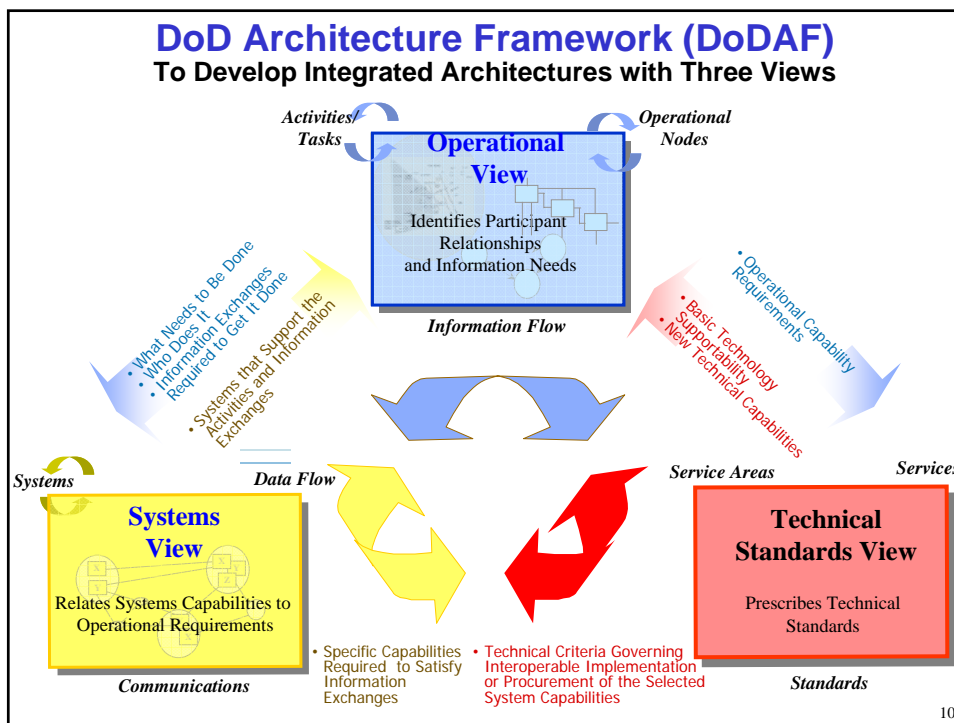 DoD Architecture Framework (DoDAF)
To Develop Integrated Architectures with Three Views
Activities/
Tasks
Operational
Nodes
Operational
View
Identifies Participant
Relationships
and Information Needs
Information Flow
• What Needs to Be Done
• Who Does It
• Information Exchanges
Required to Get It Done
• Systems that Support the
Activities and Information
Exchanges
• Basic Technology
Supportability
• New Technical Capabilities
• Operational Capability
Requirements
Systems
Data Flow
Systems
View
X
X
Y
Y
Z
X
Relates Systems Capabilities to
Operational Requirements
Communications
• Specific Capabilities
Required to Satisfy
Information
Exchanges
• Technical Criteria Governing
Interoperable Implementation
or Procurement of the Selected
System Capabilities
Service Areas
Services
Technical
Standards View
Prescribes Technical
Standards
Standards
10